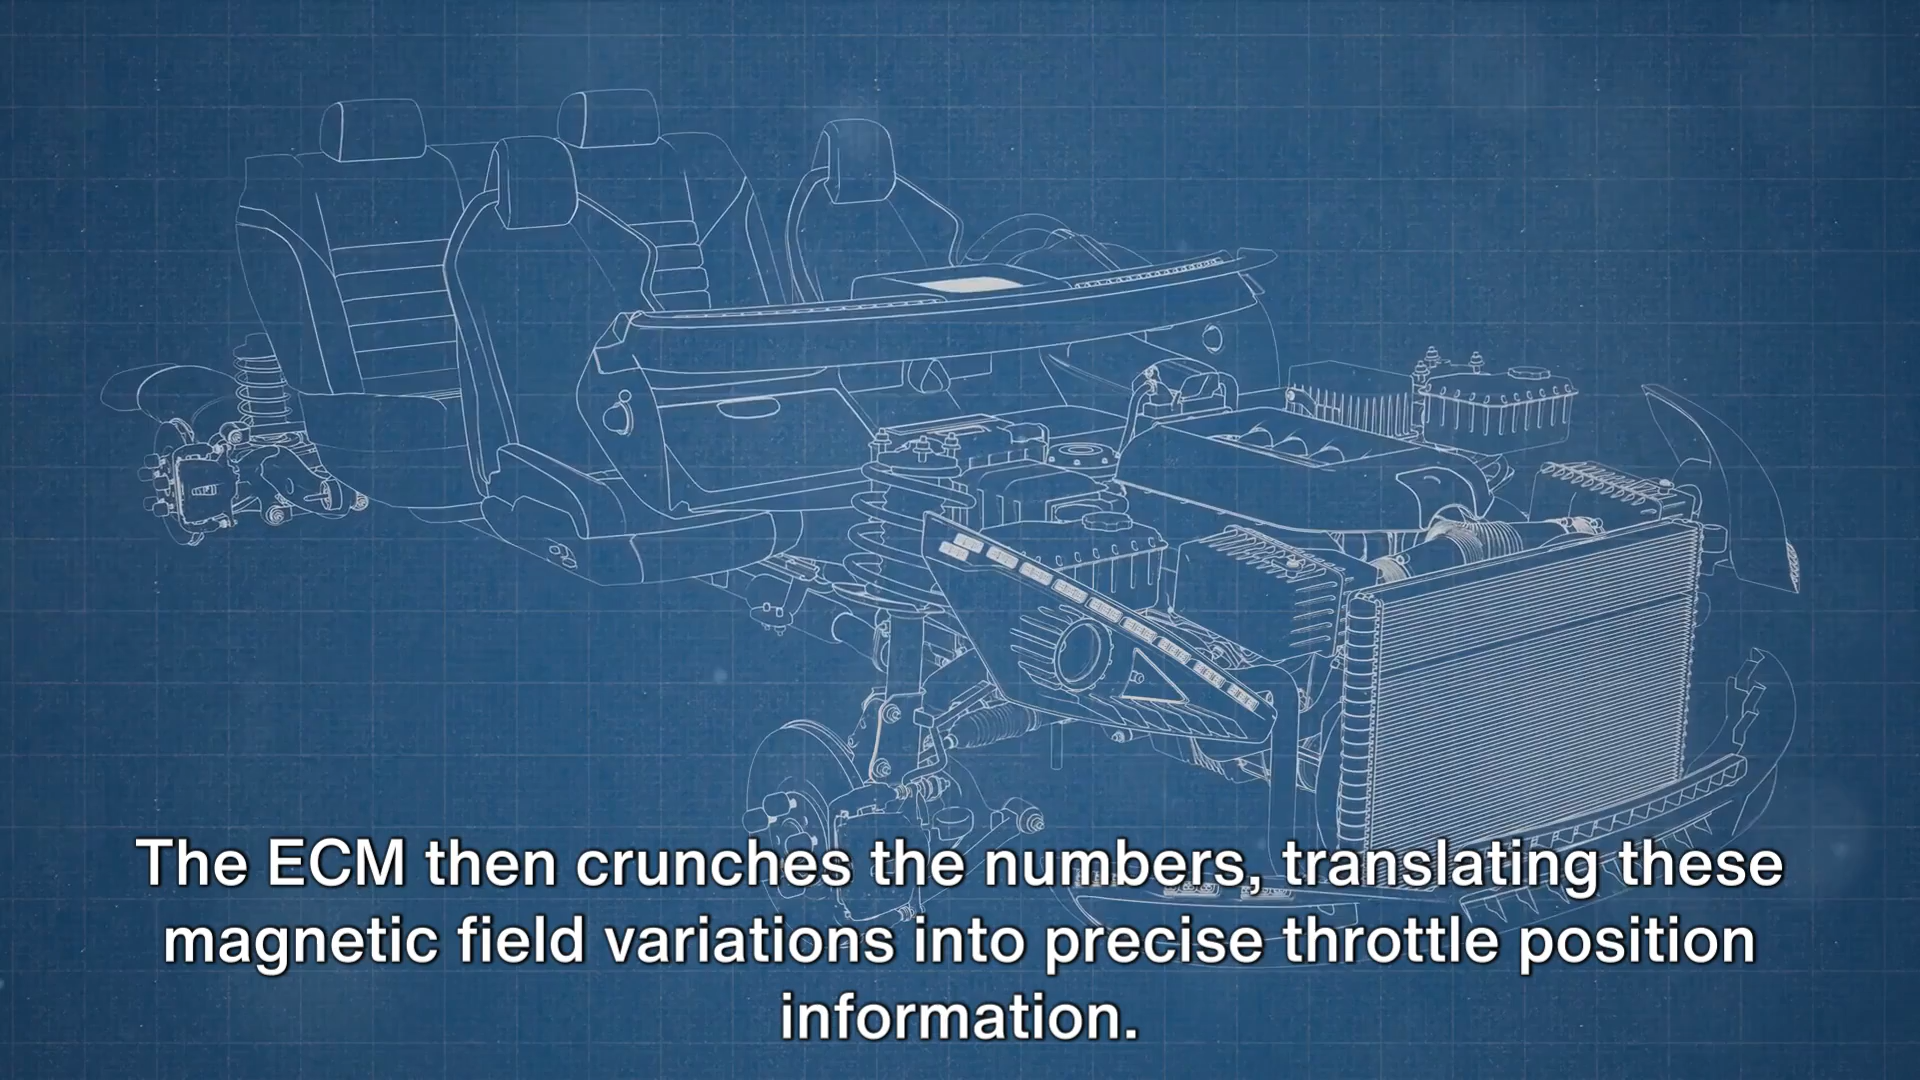 The ECM then crunches the numbers, translating these
magnetic field variations into precise throttle position
information.